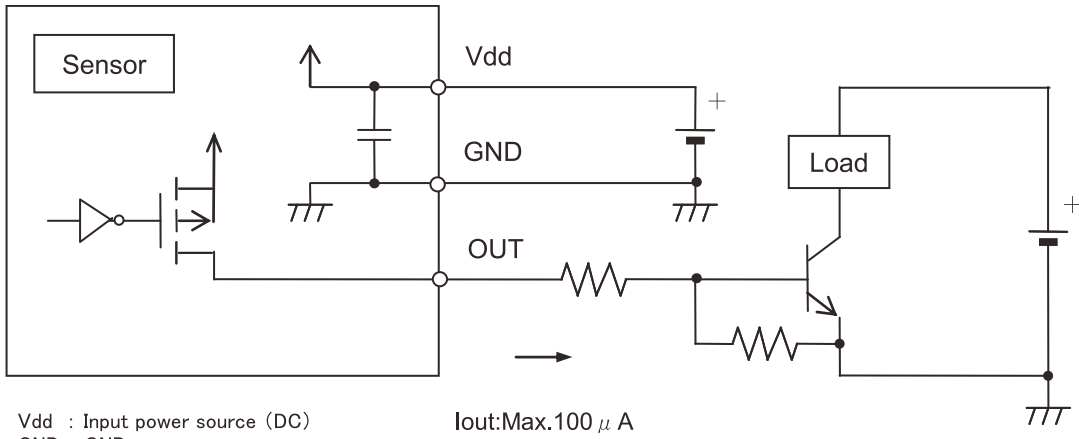 Sensor
Vdd
+
GND
Load
+
OUT
Vdd : Input power source (DC)
Iout:Max.100 μ A